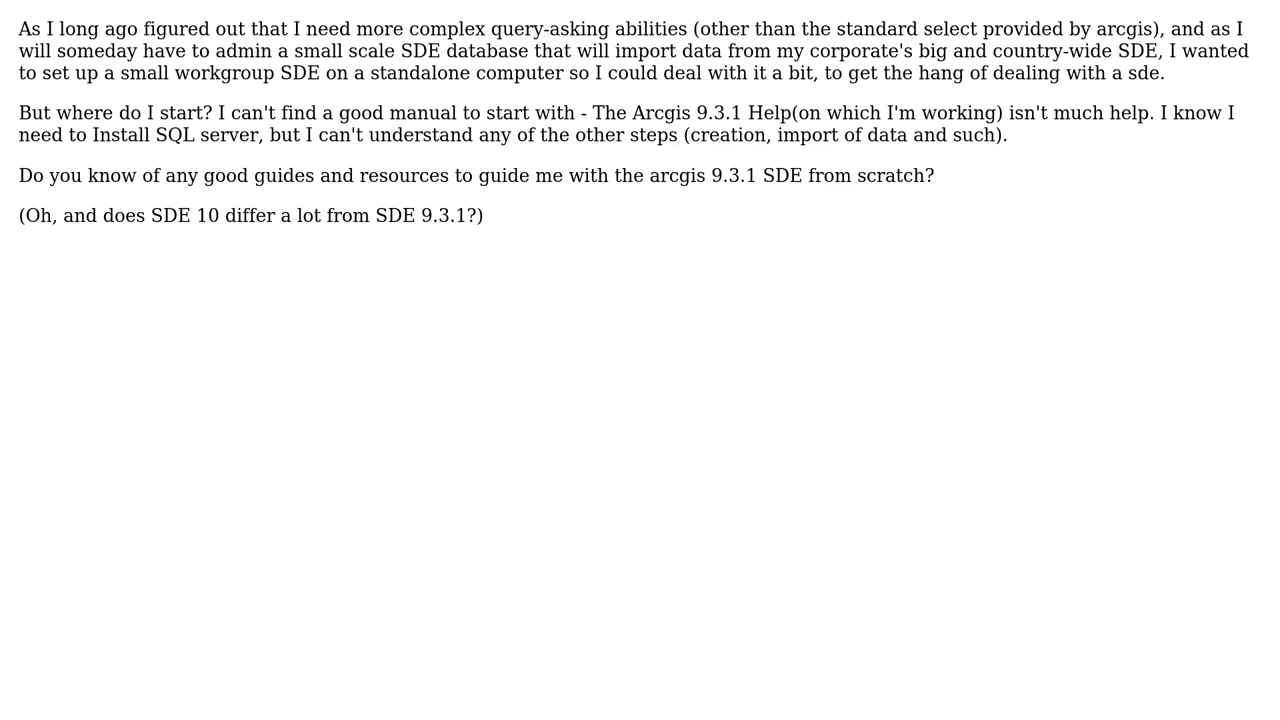 As I long ago figured out that I need more complex query-asking abilities (other than the standard select provided by arcgis), and as I
will someday have to admin a small scale SDE database that will import data from my corporate's big and country-wide SDE, I wanted
to set up a small workgroup SDE on a standalone computer so I could deal with it a bit, to get the hang of dealing with a sde.
But where do I start? I can't find a good manual to start with - The Arcgis 9.3.1 Help(on which I'm working) isn't much help. I know I
need to Install SQL server, but I can't understand any of the other steps (creation, import of data and such).
Do you know of any good guides and resources to guide me with the arcgis 9.3.1 SDE from scratch?
(Oh, and does SDE 10 differ a lot from SDE 9.3.1?)